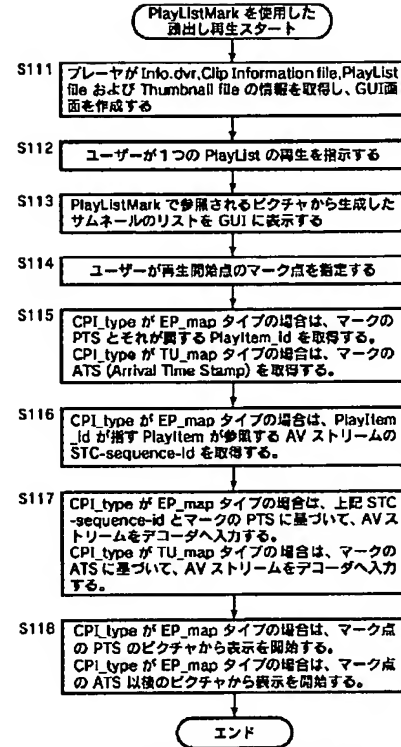 PlayListMark を使用した
頭出し再生スタート
S111
プレーヤが Info.dvr,Clip Information file,PlayList
file および Thumbnail file の情報を取得し、GUI画
面を作成する
S112
ユーザーが1つの PlayList の再生を指示する
S113
PlayListMark で参照されるピクチャから生成した
サムネールのリストを GUI に表示する
S114
ユーザーが再生開始点のマーク点を指定する
S115
CPI_type が EP_map タイプの場合は、マークの
PTS とそれが属する PlayItem_id を取得する。
CPI_type が TU_map タイプの場合は、マークの
ATS (Arrival Time Stamp) を取得する。
S116
CPI_type が EP_map タイプの場合は、PlayItem
_id が指す PlayItem が参照する AV ストリームの
STC-sequence-id を取得する。
S117
CPI_type が EP_map タイプの場合は、上記 STC
-sequence-id とマークの PTS に基づいて、AVス
トリームをデコーダへ入力する。
CPI_type が TU_map タイプの場合は、マークの
ATS に基づいて、AVストリームをデコーダへ入力
する。
S118
CPI_type が EP_map タイプの場合は、マーク点
の PTS のピクチャから表示を開始する。
CPI_type が EP_map タイプの場合は、マーク点
の ATS 以後のピクチャから表示を開始する。
エンド